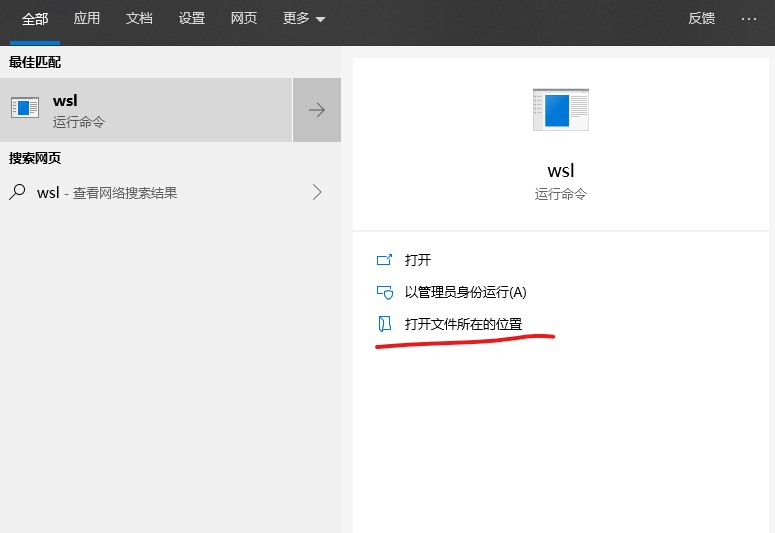 全部 应用 文档 设置 网页 更多 反馈 ...
最佳匹配
wsl
运行命令
搜索网页
wsl - 查看网络搜索结果
wsl
运行命令
打开
以管理员身份运行(A)
打开文件所在的位置